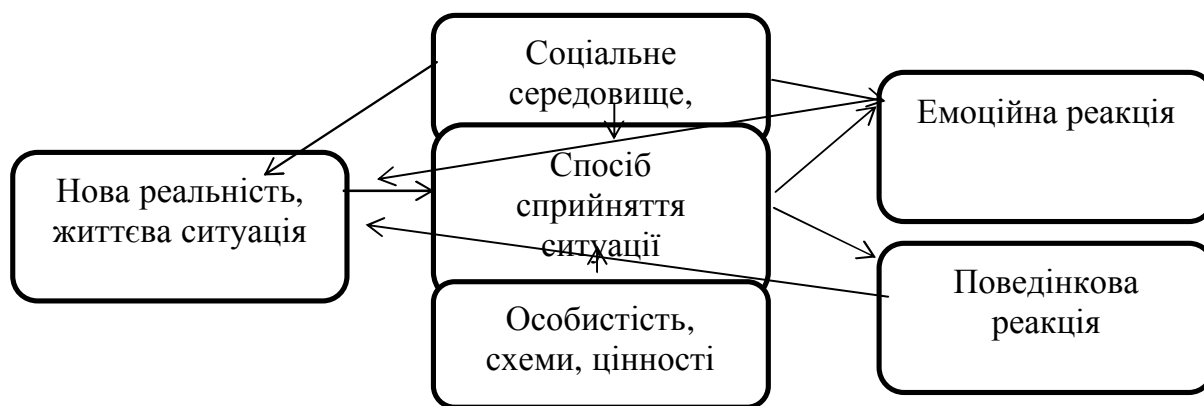 Соціальне
середовище,
Емоційна реакція
Нова реальність,
життєва ситуація
Спосіб
сприйняття
ситуації
Поведінкова
реакція
Особистість,
схеми, цінності